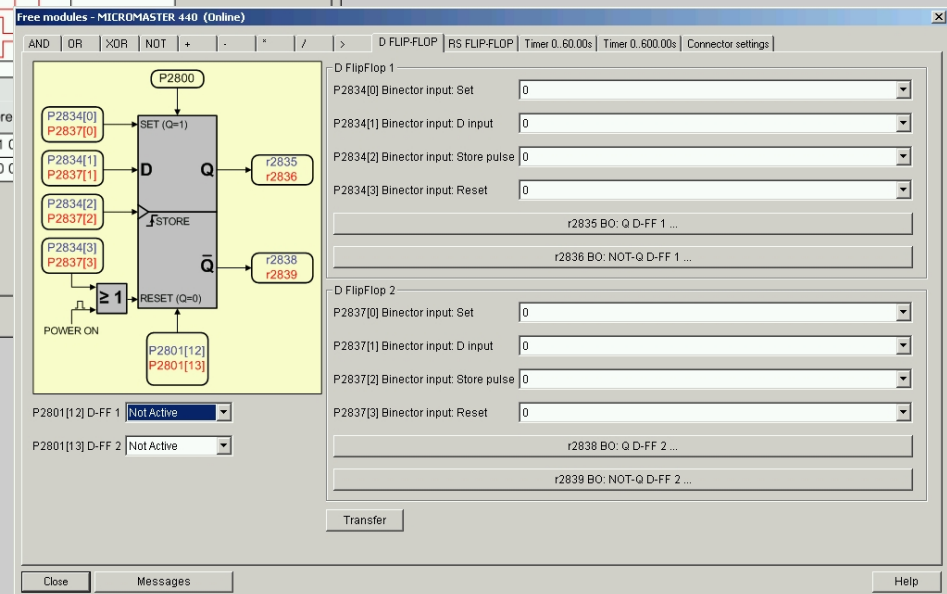 Free modules - MICROMASTER 440 (Online)
AND OR XOR NOT + - * / > D FLIP-FLOP RS FLIP-FLOP Timer 0..60.00s Timer 0..600.00s Connector settings
P2800
P2834[0]
P2837[0]
SET (Q=1)
P2834[1]
P2837[1]
D
Q
r2835
r2836
P2834[2]
P2837[2]
STORE
P2834[3]
P2837[3]
Q
r2838
r2839
≥ 1
RESET (Q=0)
POWER ON
P2801[12]
P2801[13]
P2801[12] D-FF 1 Not Active
P2801[13] D-FF 2 Not Active
D FlipFlop 1
P2834[0] Binector input: Set 0
P2834[1] Binector input: D input 0
P2834[2] Binector input: Store pulse 0
P2834[3] Binector input: Reset 0
r2835 BO: Q D-FF 1 ...
r2836 BO: NOT-Q D-FF 1 ...
D FlipFlop 2
P2837[0] Binector input: Set 0
P2837[1] Binector input: D input 0
P2837[2] Binector input: Store pulse 0
P2837[3] Binector input: Reset 0
r2838 BO: Q D-FF 2 ...
r2839 BO: NOT-Q D-FF 2 ...
Transfer
Close Messages Help